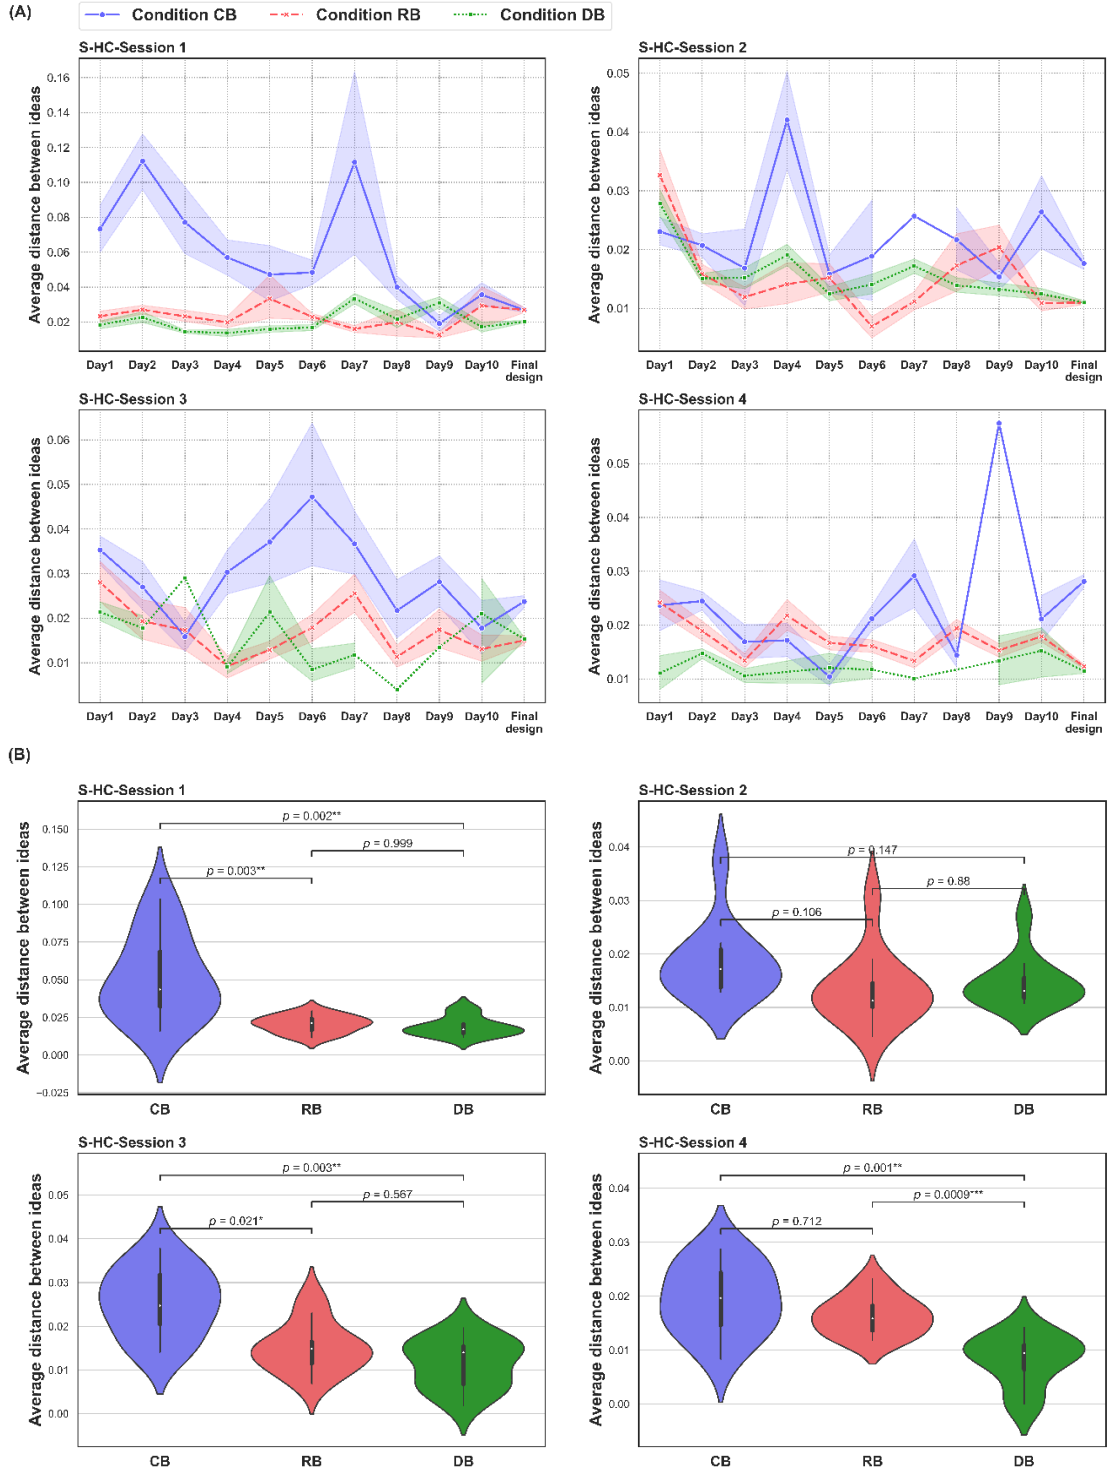 (A)
Condition CB Condition RB Condition DB
S-HC-Session 1
Average distance between ideas
0.16
0.14
0.12
0.10
0.08
0.06
0.04
0.02
Day1 Day2 Day3 Day4 Day5 Day6 Day7 Day8 Day9 Day10 Final design
S-HC-Session 2
Average distance between ideas
0.05
0.04
0.03
0.02
0.01
Day1 Day2 Day3 Day4 Day5 Day6 Day7 Day8 Day9 Day10 Final design
S-HC-Session 3
Average distance between ideas
0.06
0.05
0.04
0.03
0.02
0.01
Day1 Day2 Day3 Day4 Day5 Day6 Day7 Day8 Day9 Day10 Final design
S-HC-Session 4
Average distance between ideas
0.05
0.04
0.03
0.02
0.01
Day1 Day2 Day3 Day4 Day5 Day6 Day7 Day8 Day9 Day10 Final design
(B)
S-HC-Session 1
Average distance between ideas
0.150
0.125
0.100
0.075
0.050
0.025
0.000
−0.025
p = 0.002**
p = 0.999
p = 0.003**
CB RB DB
S-HC-Session 2
Average distance between ideas
0.04
0.03
0.02
0.01
0.00
p = 0.147
p = 0.88
p = 0.106
CB RB DB
S-HC-Session 3
Average distance between ideas
0.05
0.04
0.03
0.02
0.01
0.00
p = 0.003**
p = 0.567
p = 0.021*
CB RB DB
S-HC-Session 4
Average distance between ideas
0.04
0.03
0.02
0.01
0.00
p = 0.001**
p = 0.0009***
p = 0.712
CB RB DB